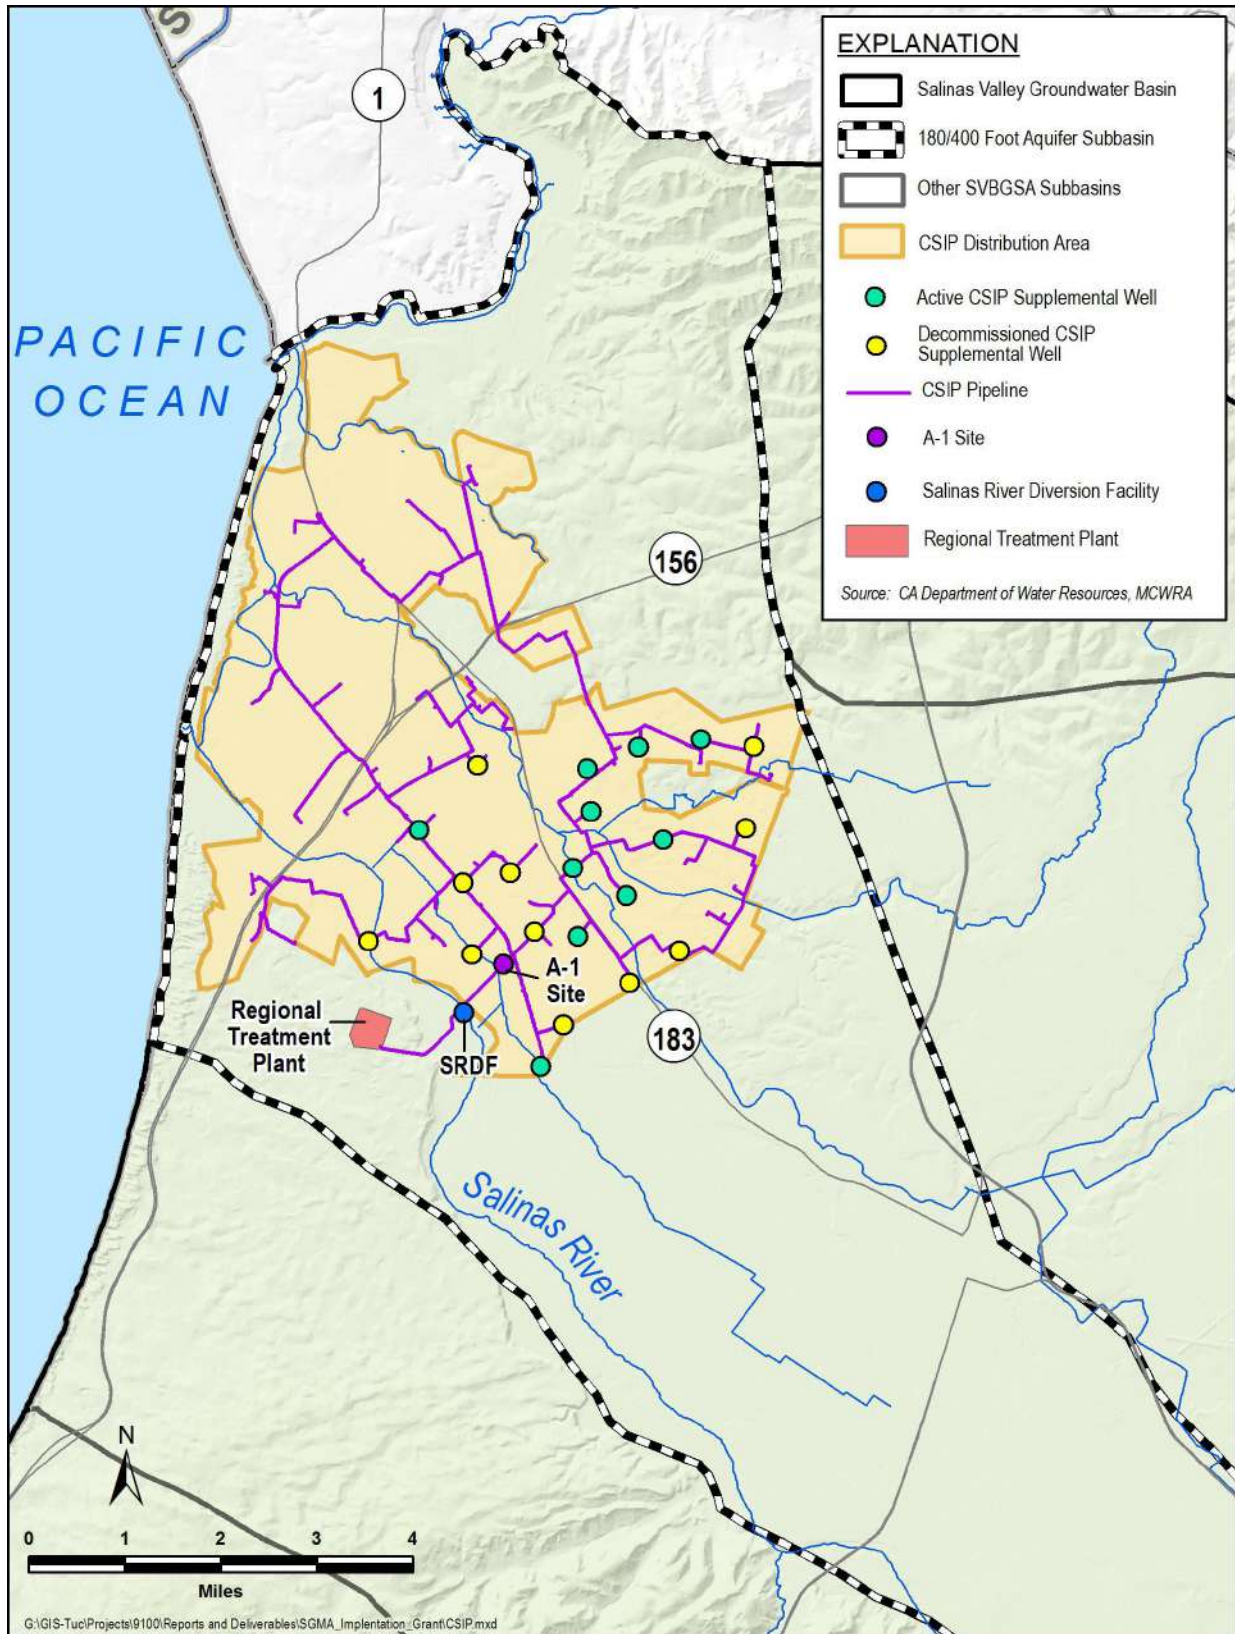 S
1
EXPLANATION
Salinas Valley Groundwater Basin
180/400 Foot Aquifer Subbasin
Other SVBGSA Subbasins
CSIP Distribution Area
Active CSIP Supplemental Well
Decommissioned CSIP
Supplemental Well
CSIP Pipeline
A-1 Site
Salinas River Diversion Facility
Regional Treatment Plant
Source: CA Department of Water Resources, MCWRA
PACIFIC
OCEAN
156
A-1
Site
Regional
Treatment
Plant
SRDF
183
Salinas River
N
0 1 2 3 4
Miles
G:\GIS-Tuc\Projects\9100\Reports and Deliverables\SGMA_Implentation_Grant\CSIP.mxd